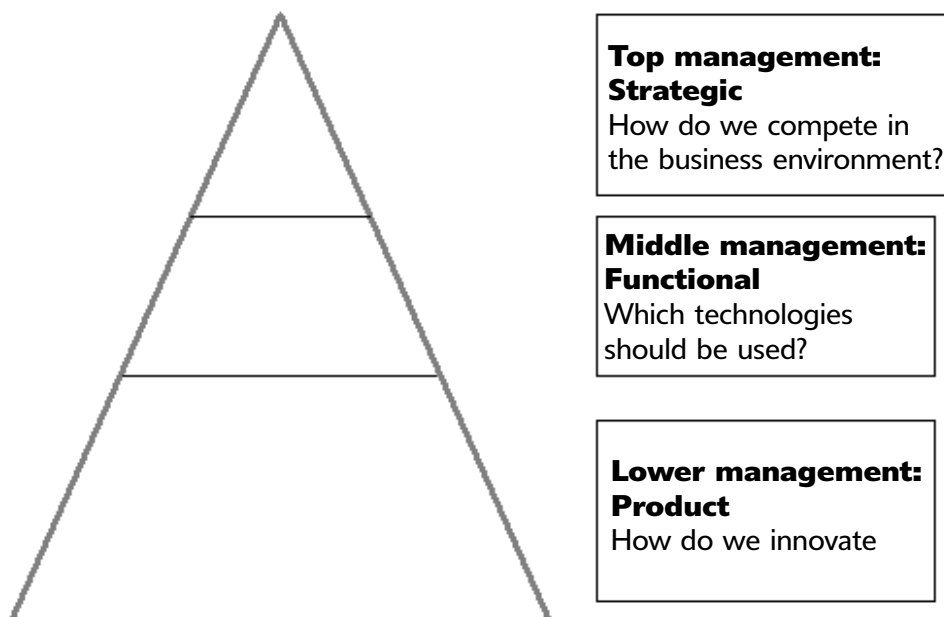 Top management:
Strategic
How do we compete in
the business environment?
Middle management:
Functional
Which technologies
should be used?
Lower management:
Product
How do we innovate